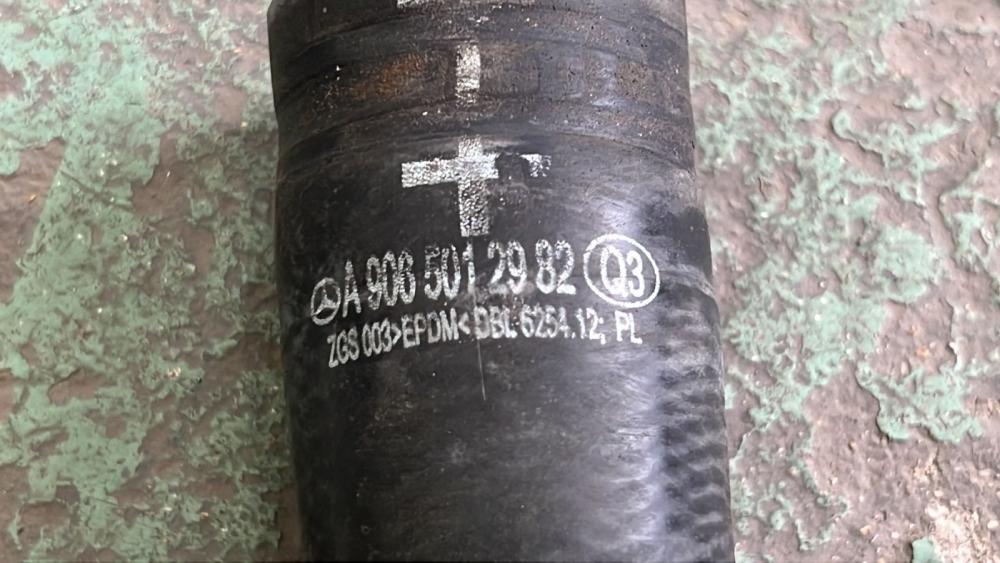 A 906 501 29 82 Q3
ZGS 003>EPDM< DBL 6254.12; PL